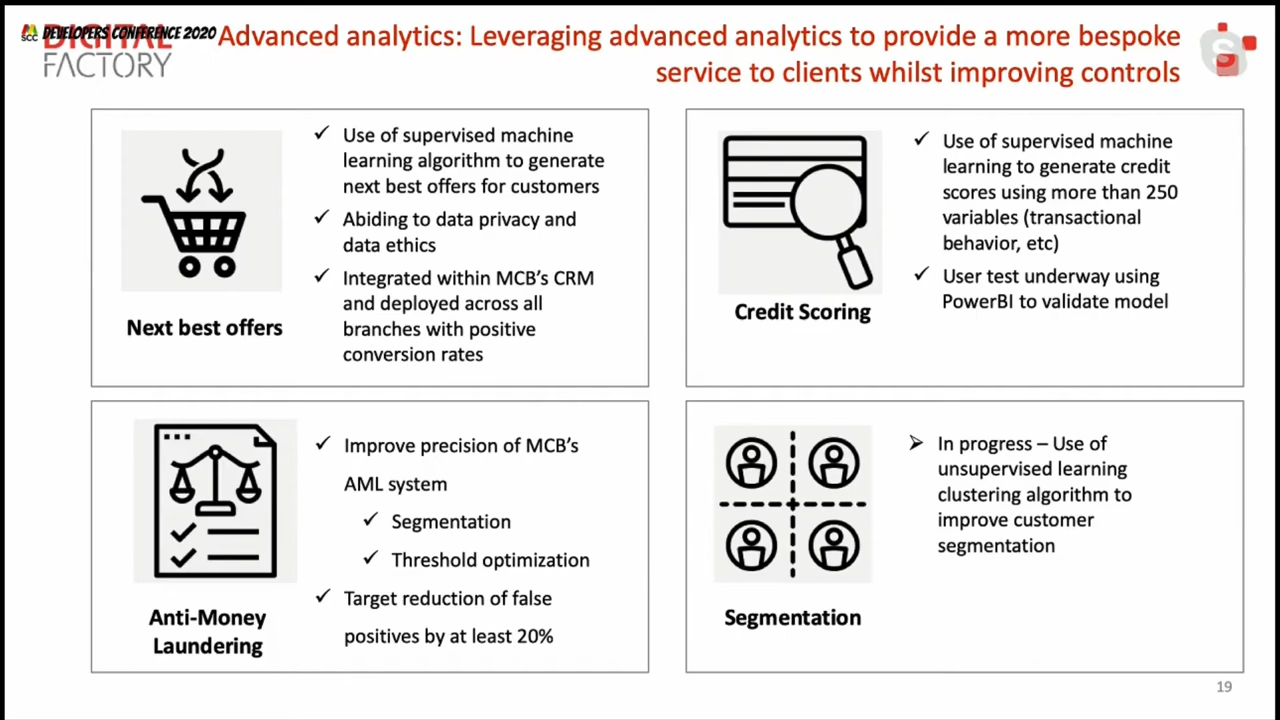 SCC DEVELOPERS CONFERENCE 2020
DIGITAL
FACTORY
Advanced analytics: Leveraging advanced analytics to provide a more bespoke
service to clients whilst improving controls
S
Next best offers
Use of supervised machine
learning algorithm to generate
next best offers for customers
Abiding to data privacy and
data ethics
Integrated within MCB’s CRM
and deployed across all
branches with positive
conversion rates
Credit Scoring
Use of supervised machine
learning to generate credit
scores using more than 250
variables (transactional
behavior, etc)
User test underway using
PowerBI to validate model
Anti-Money
Laundering
Improve precision of MCB’s
AML system
Segmentation
Threshold optimization
Target reduction of false
positives by at least 20%
Segmentation
In progress – Use of
unsupervised learning
clustering algorithm to
improve customer
segmentation
19